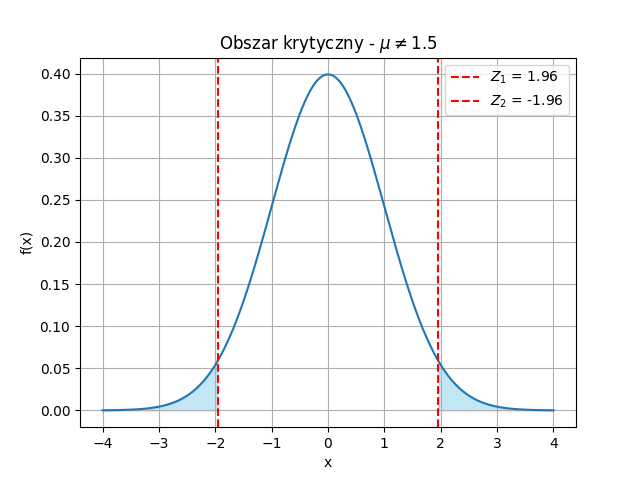 Obszar krytyczny - μ ≠ 1.5
Z₁ = 1.96
Z₂ = -1.96
0.40
0.35
0.30
0.25
0.20
0.15
0.10
0.05
0.00
f(x)
−4 −3 −2 −1 0 1 2 3 4
x